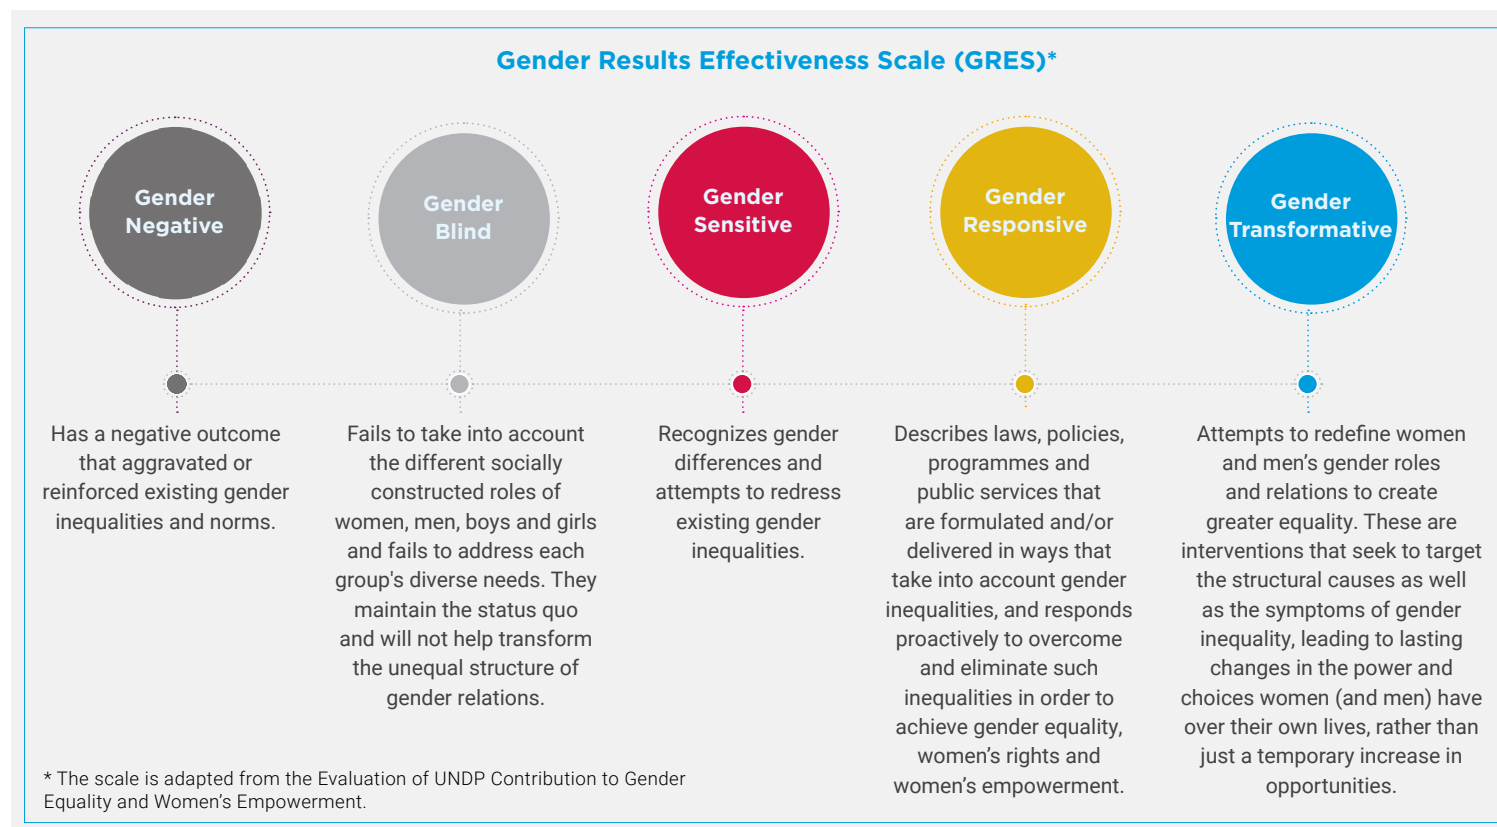 Gender Results Effectiveness Scale (GRES)*
Gender
Negative
Gender
Blind
Gender
Sensitive
Gender
Responsive
Gender
Transformative
Has a negative outcome
that aggravated or
reinforced existing gender
inequalities and norms.
Fails to take into account
the different socially
constructed roles of
women, men, boys and girls
and fails to address each
group's diverse needs. They
maintain the status quo
and will not help transform
the unequal structure of
gender relations.
Recognizes gender
differences and
attempts to redress
existing gender
inequalities.
Describes laws, policies,
programmes and
public services that
are formulated and/or
delivered in ways that
take into account gender
inequalities, and responds
proactively to overcome
and eliminate such
inequalities in order to
achieve gender equality,
women’s rights and
women’s empowerment.
Attempts to redefine women
and men’s gender roles
and relations to create
greater equality. These are
interventions that seek to target
the structural causes as well
as the symptoms of gender
inequality, leading to lasting
changes in the power and
choices women (and men) have
over their own lives, rather than
just a temporary increase in
opportunities.
* The scale is adapted from the Evaluation of UNDP Contribution to Gender
Equality and Women’s Empowerment.